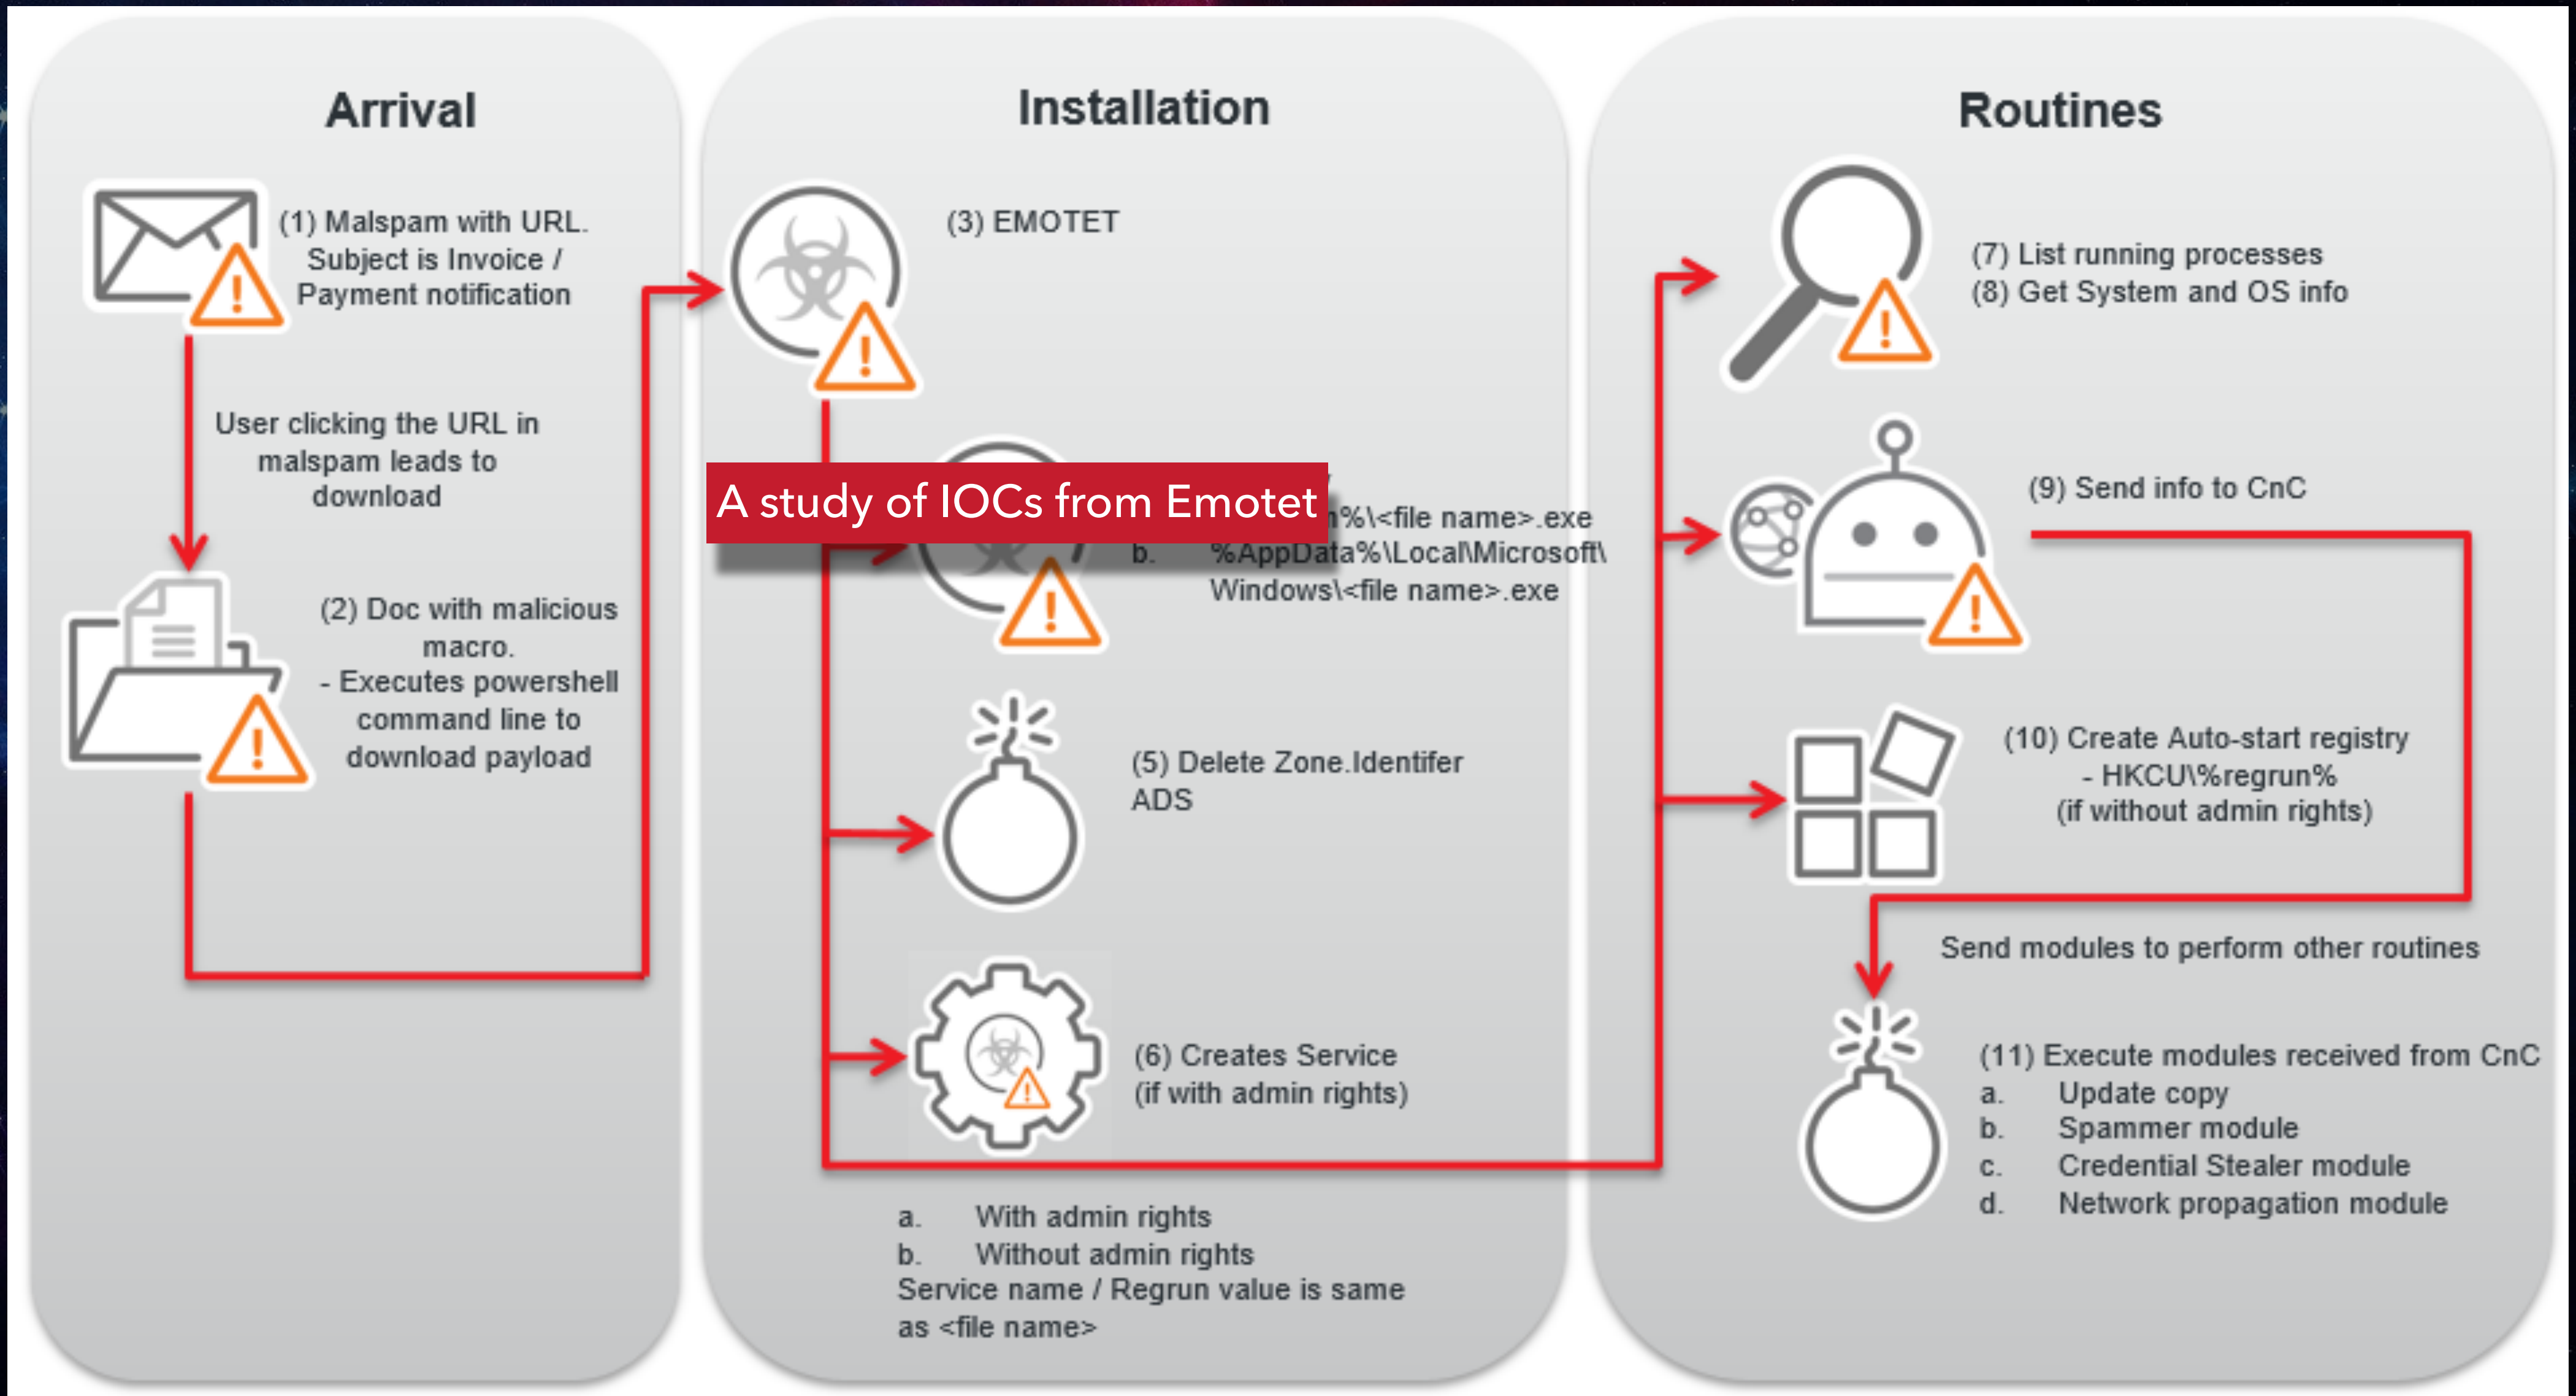 Arrival
(1) Malspam with URL.
Subject is Invoice /
Payment notification
User clicking the URL in
malspam leads to
download
(2) Doc with malicious
macro.
- Executes powershell
command line to
download payload
Installation
(3) EMOTET
A study of IOCs from Emotet
%\<file name>.exe
b. %AppData%\Local\Microsoft\
Windows\<file name>.exe
(5) Delete Zone.Identifer
ADS
(6) Creates Service
(if with admin rights)
a. With admin rights
b. Without admin rights
Service name / Regrun value is same
as <file name>
Routines
(7) List running processes
(8) Get System and OS info
(9) Send info to CnC
(10) Create Auto-start registry
- HKCU\%regrun%
(if without admin rights)
Send modules to perform other routines
(11) Execute modules received from CnC
a. Update copy
b. Spammer module
c. Credential Stealer module
d. Network propagation module